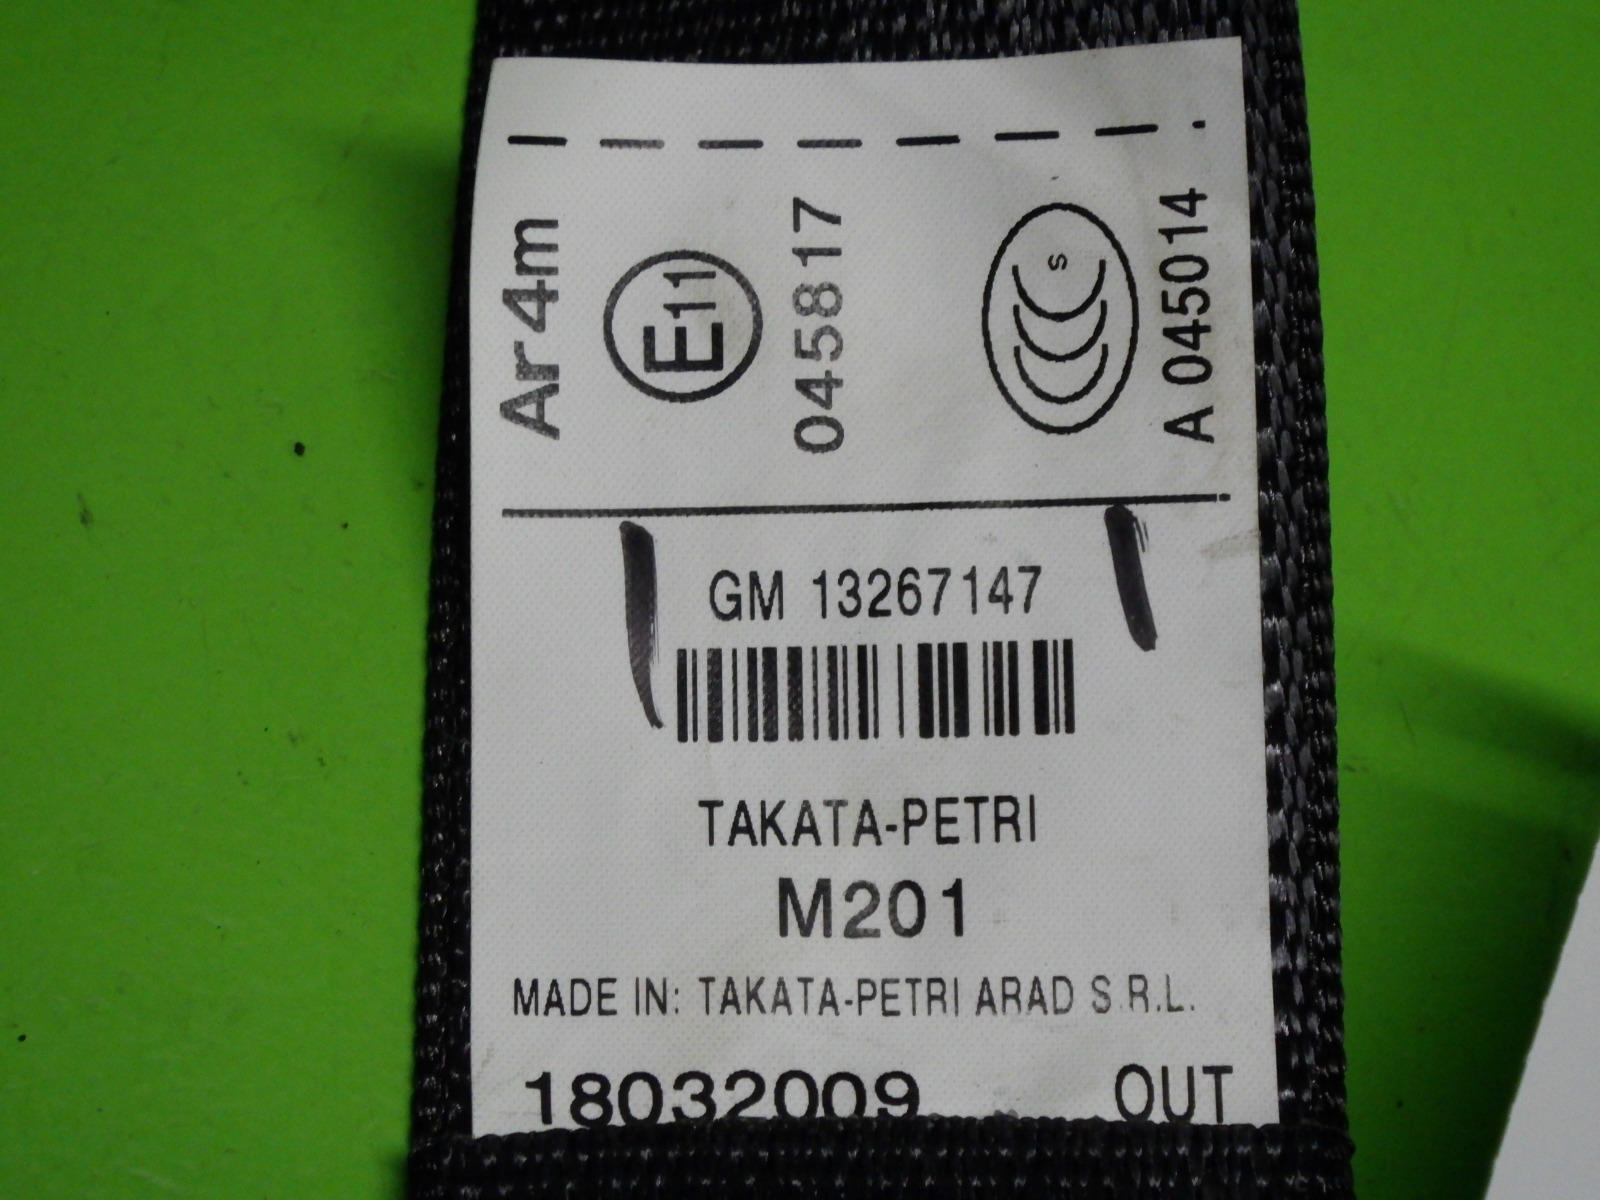 Ar4m
E11
045817
S
A 045014
GM 13267147
TAKATA-PETRI
M201
MADE IN: TAKATA-PETRI ARAD S.R.L.
18032009 OUT